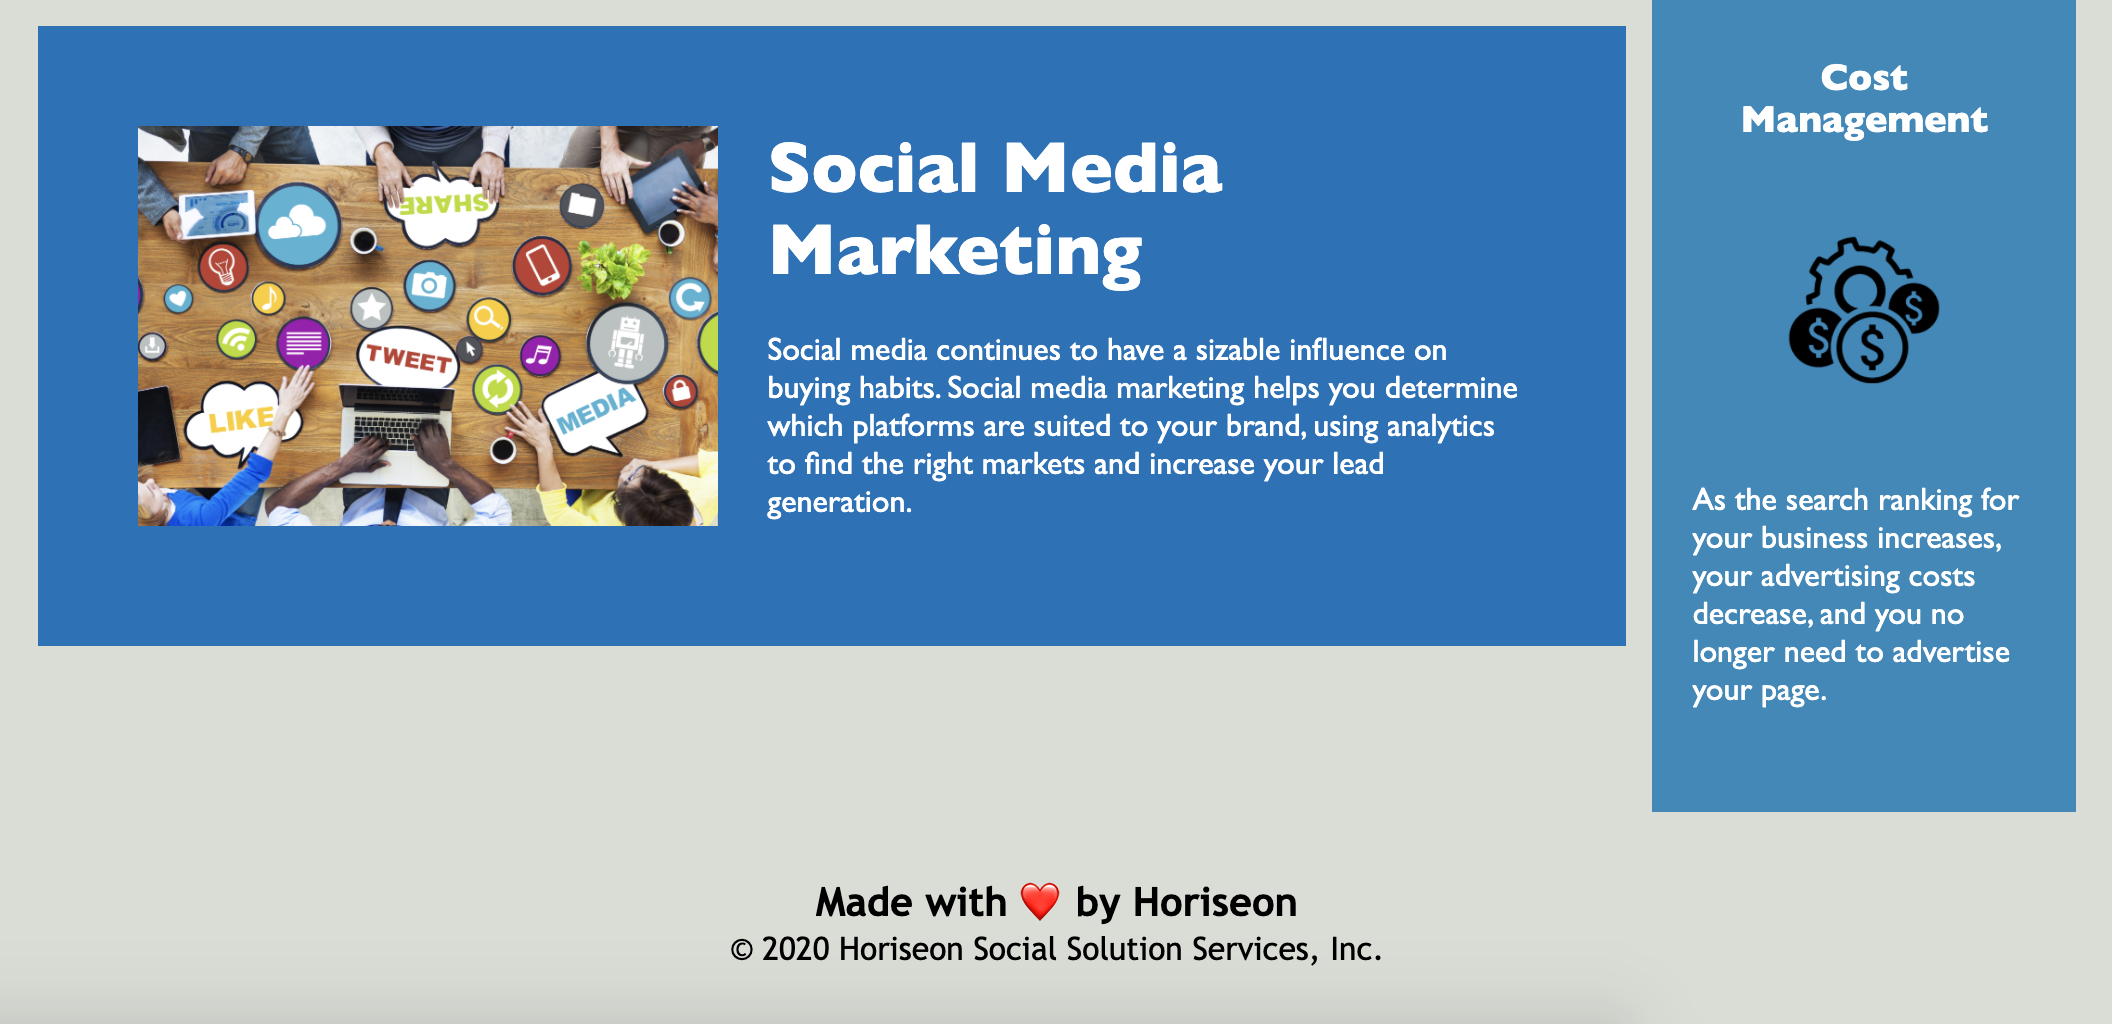 SHARE
TWEET
LIKE
MEDIA
Social Media
Marketing
Social media continues to have a sizable influence on
buying habits. Social media marketing helps you determine
which platforms are suited to your brand, using analytics
to find the right markets and increase your lead
generation.
Cost
Management
$
$
$
As the search ranking for
your business increases,
your advertising costs
decrease, and you no
longer need to advertise
your page.
Made with ❤️ by Horiseon
© 2020 Horiseon Social Solution Services, Inc.